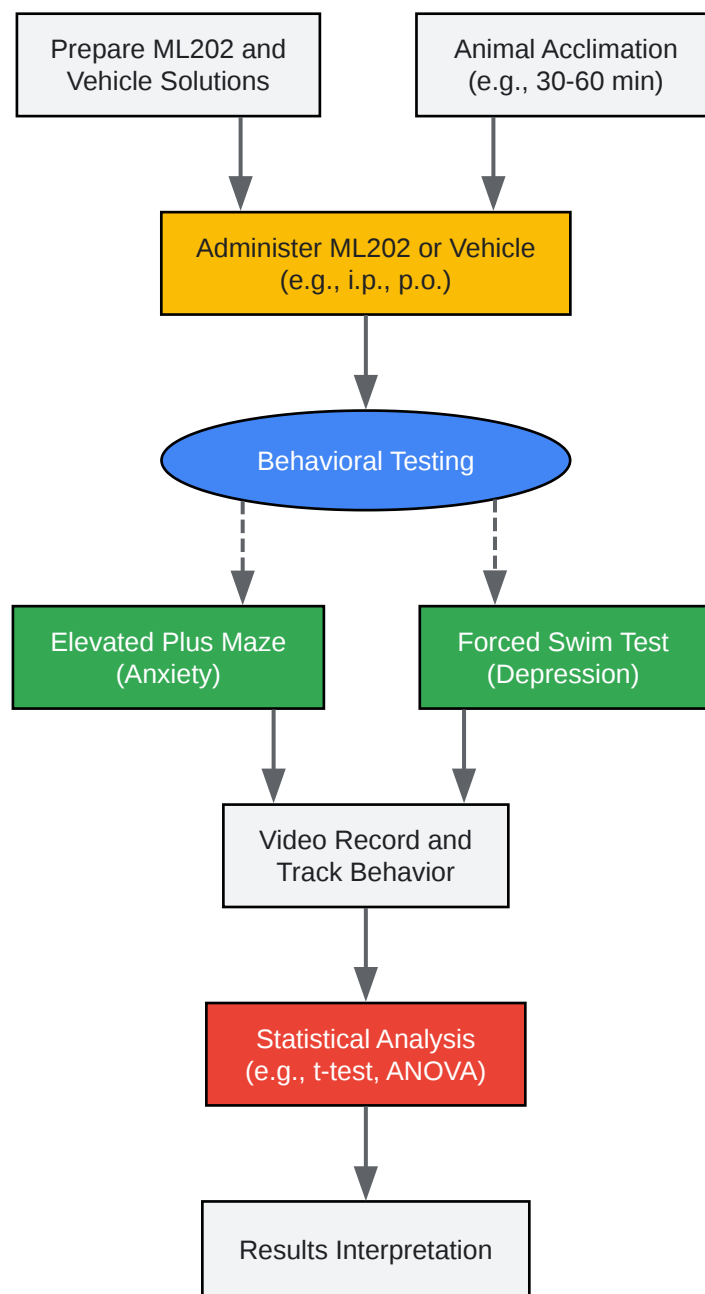 Prepare ML202 and
Vehicle Solutions
Animal Acclimation
(e.g., 30-60 min)
Administer ML202 or Vehicle
(e.g., i.p., p.o.)
Behavioral Testing
Elevated Plus Maze
(Anxiety)
Forced Swim Test
(Depression)
Video Record and
Track Behavior
Statistical Analysis
(e.g., t-test, ANOVA)
Results Interpretation